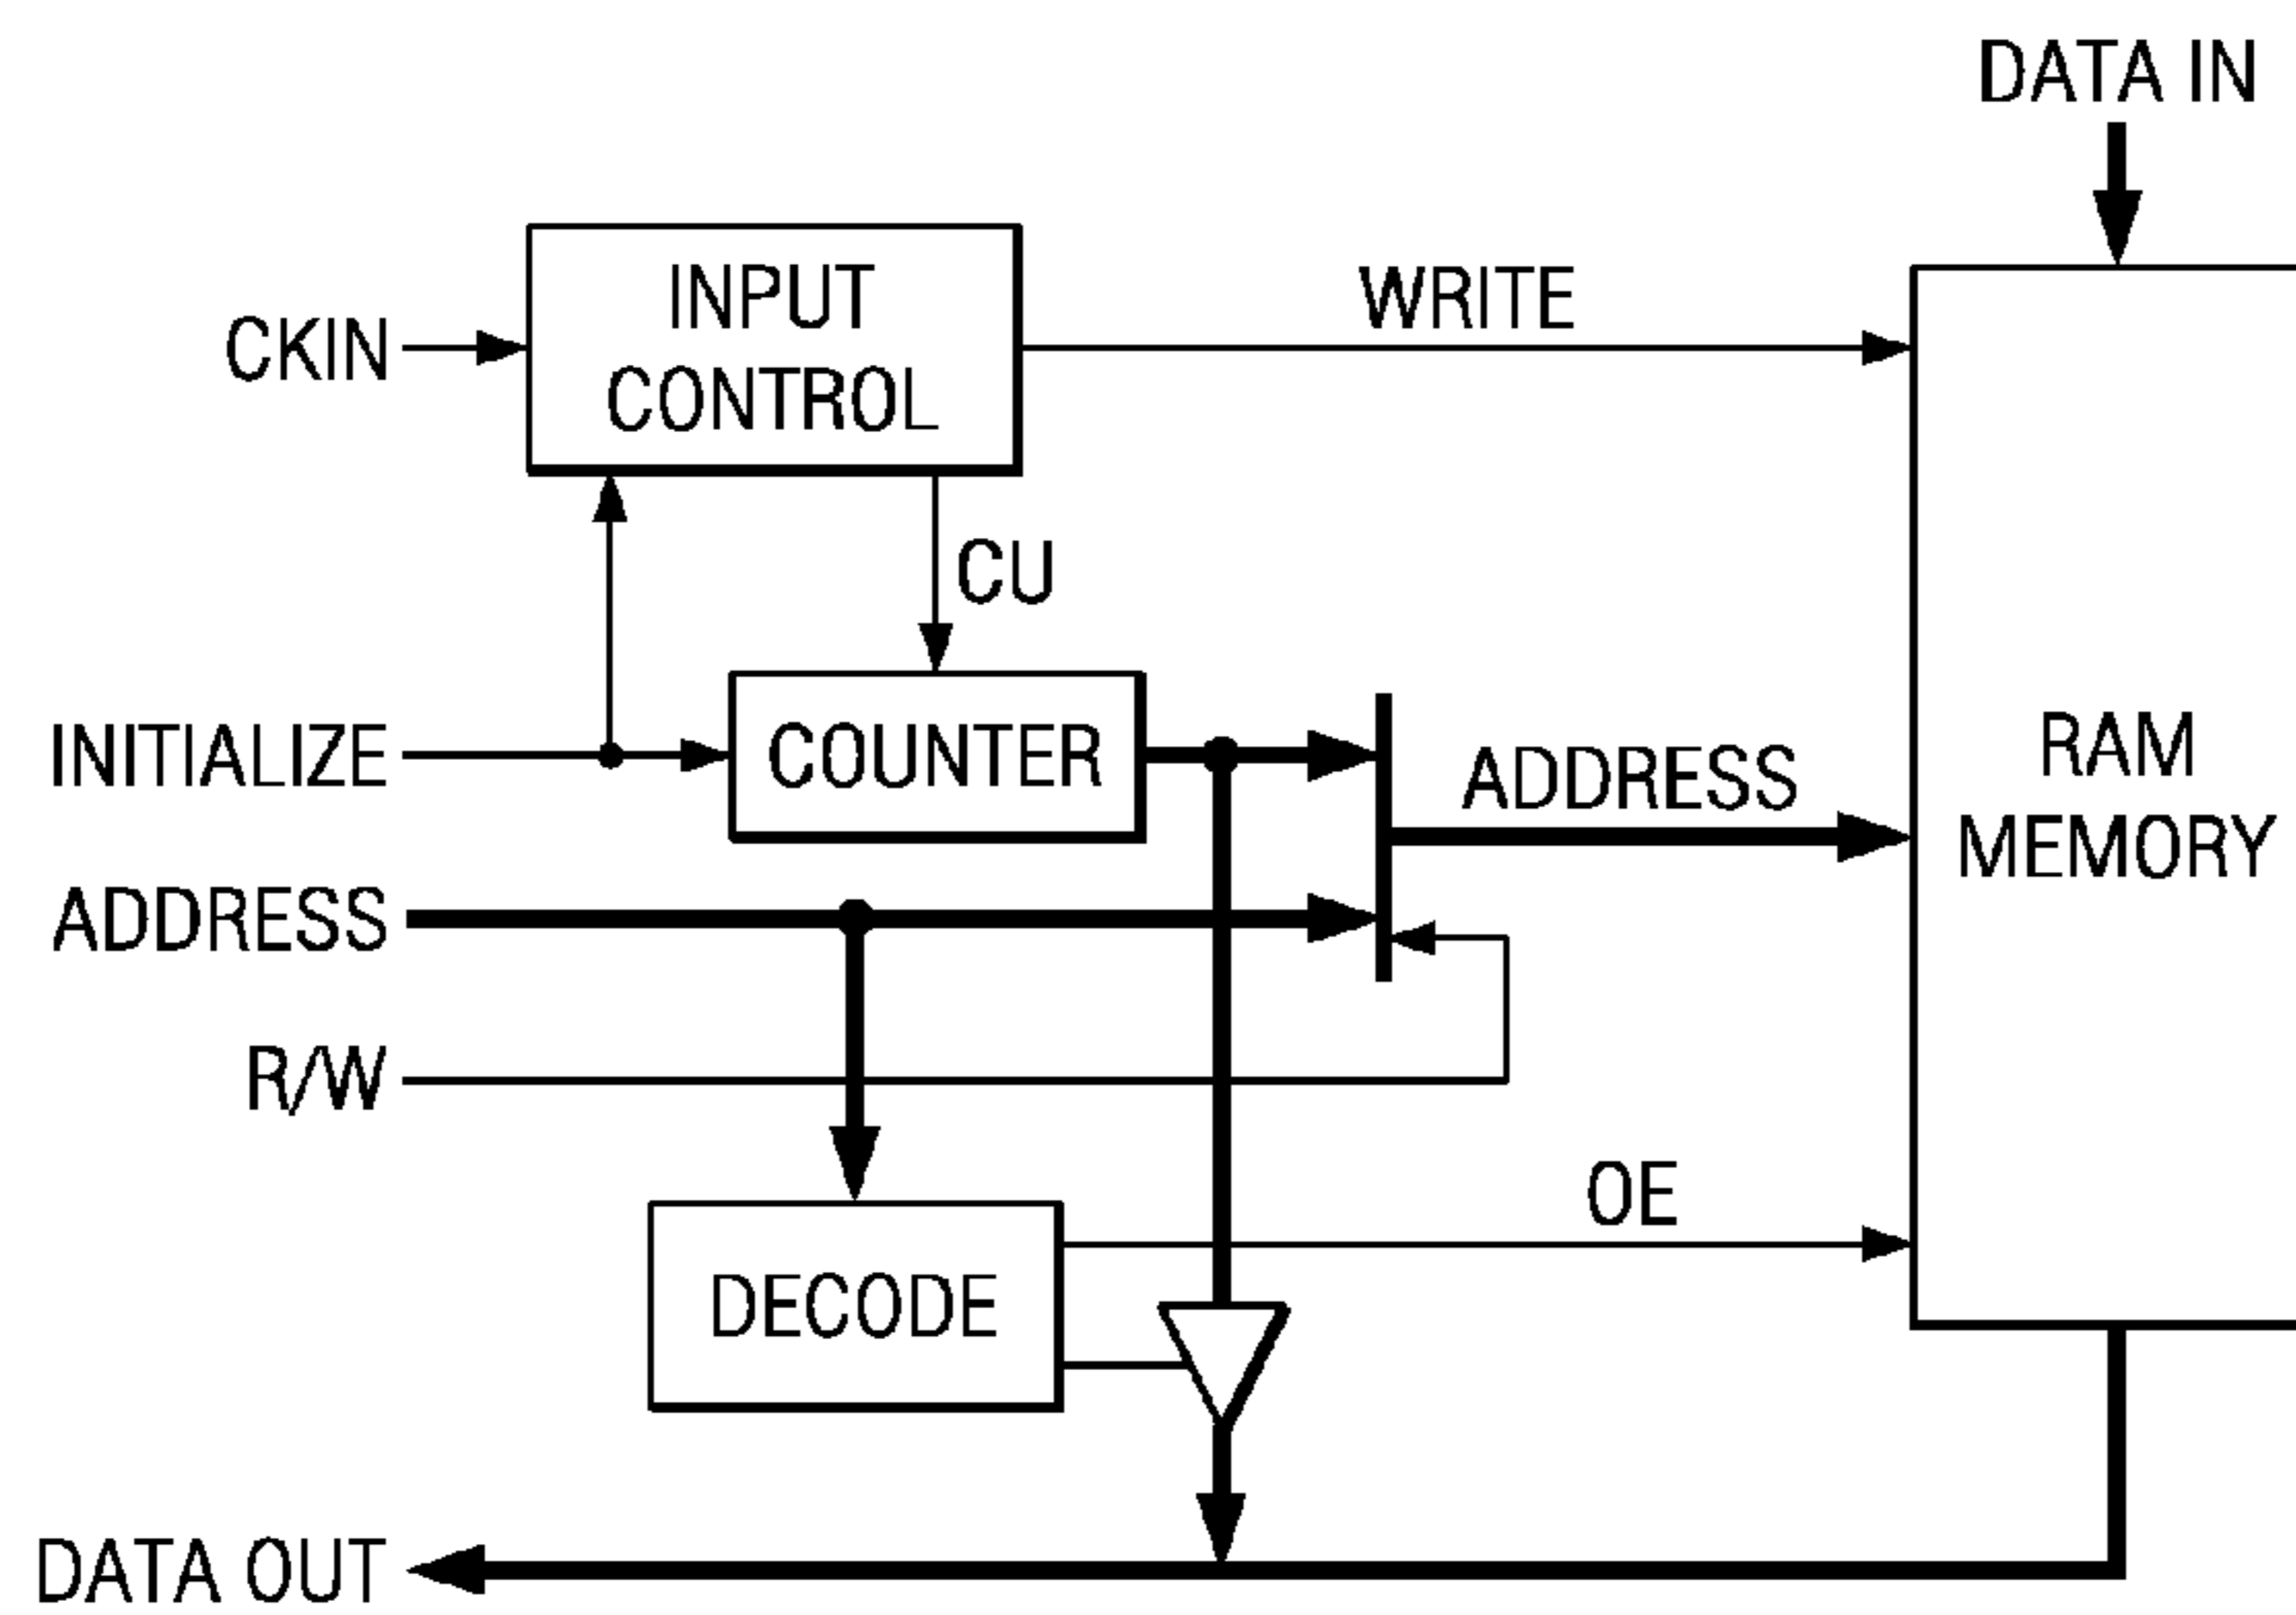 DATA IN
INPUT
CONTROL
WRITE
CKIN
CU
INITIALIZE
COUNTER
ADDRESS
RAM
MEMORY
ADDRESS
R/W
OE
DECODE
DATA OUT